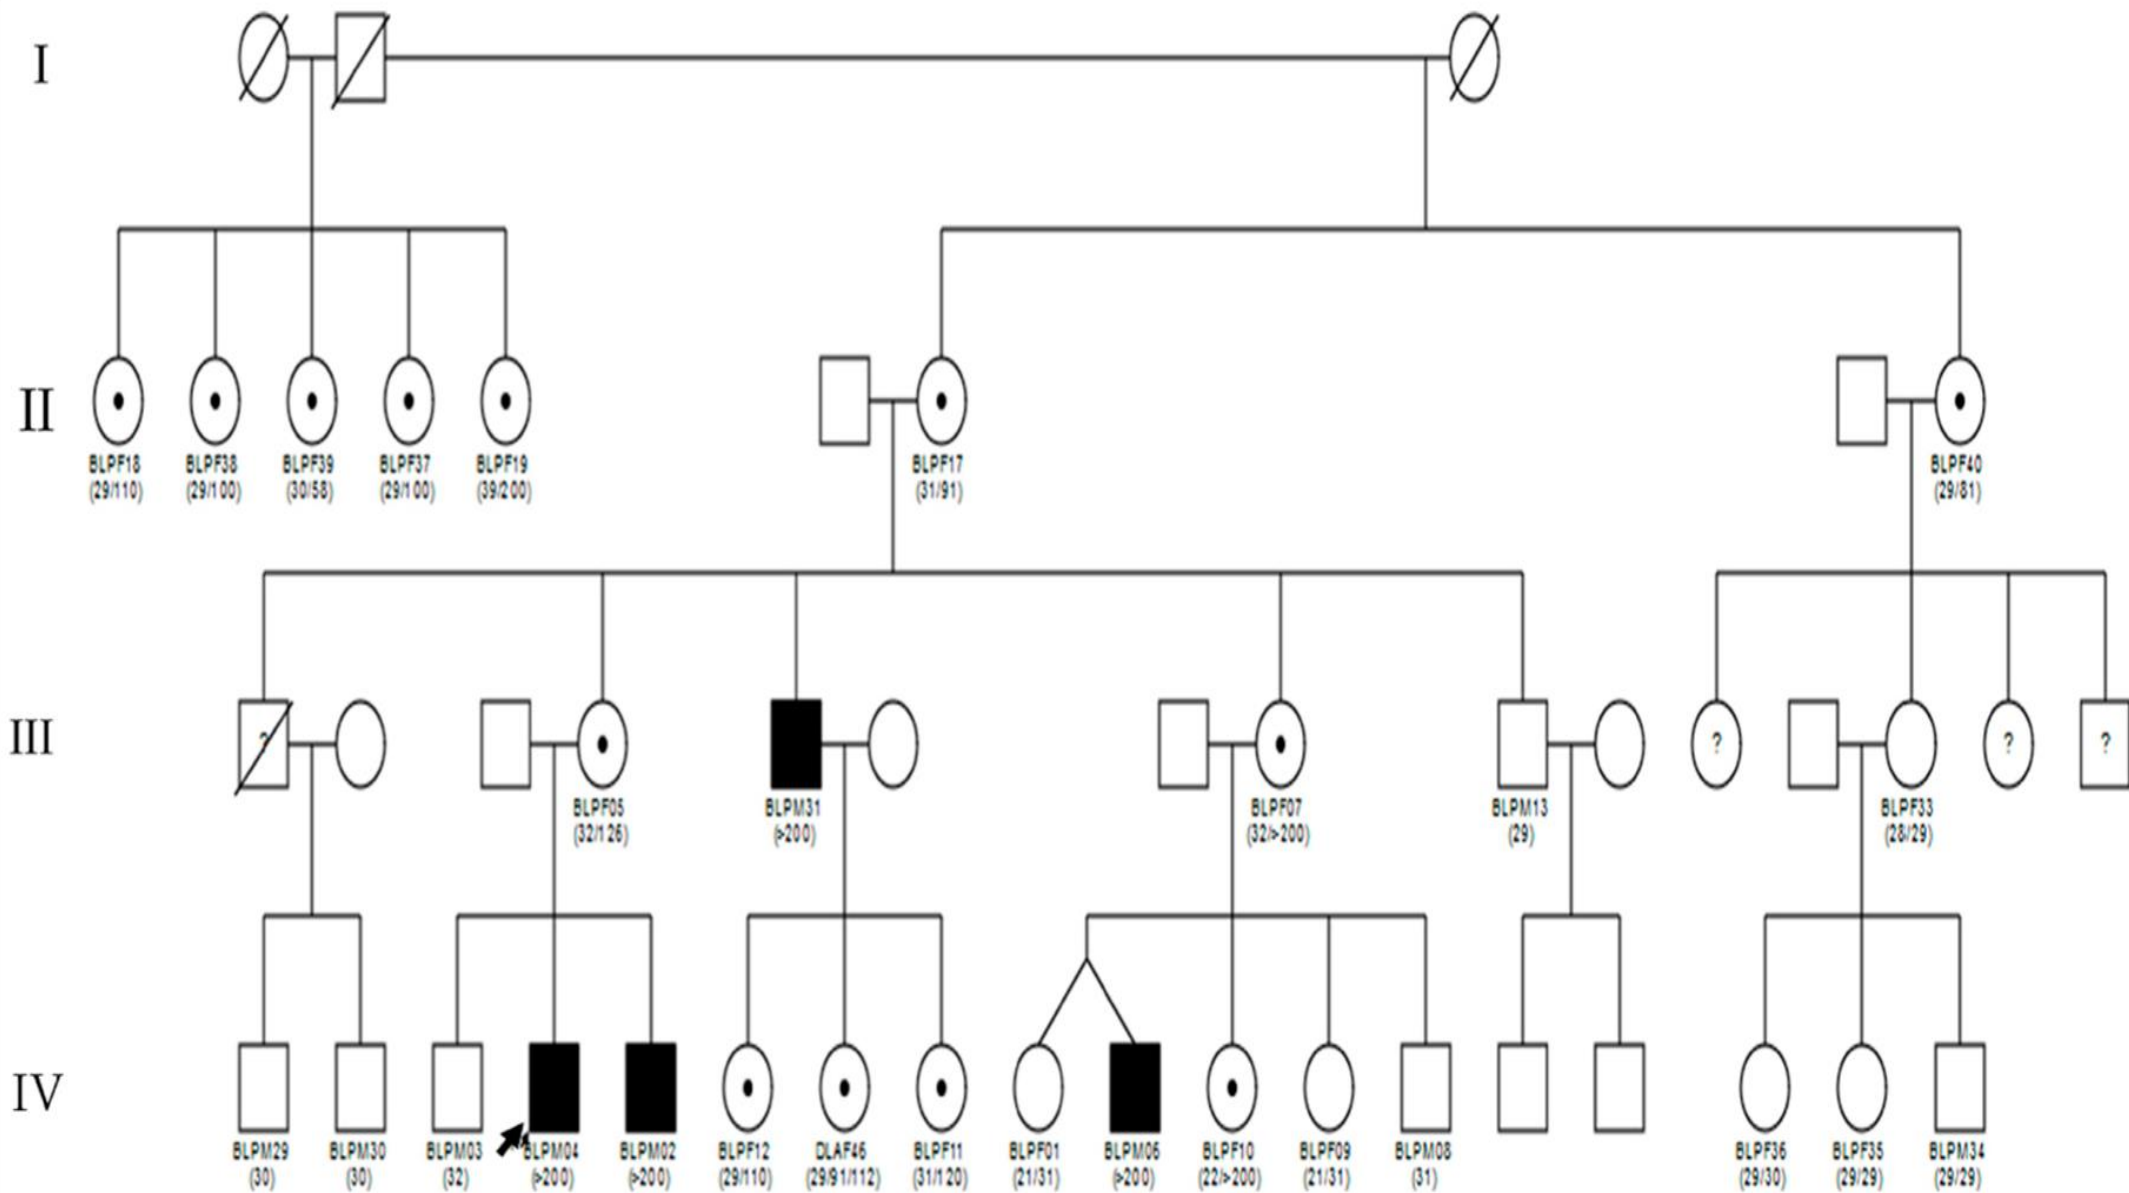 I
II
BLPF18 BLPF38 BLPF39 BLPF37 BLPF19 BLPF17 BLPF40
(29/110) (29/100) (30/58) (29/100) (39/200) (31/91) (29/81)
III
? ? ? ?
BLPF05 BLPM31 BLPF07 BLPM13 BLPF33
(32/126) (>200) (32/>200) (29) (28/29)
IV
BLPM29 BLPM30 BLPM03 BLPM04 BLPM02 BLPF12 DLAF46 BLPF11 BLPF01 BLPM06 BLPF10 BLPF09 BLPM08 BLPF36 BLPF35 BLPM34
(30) (30) (32) (>200) (>200) (29/110) (29/91/112) (31/120) (21/31) (>200) (22/>200) (21/31) (31) (29/30) (29/29) (29/29)